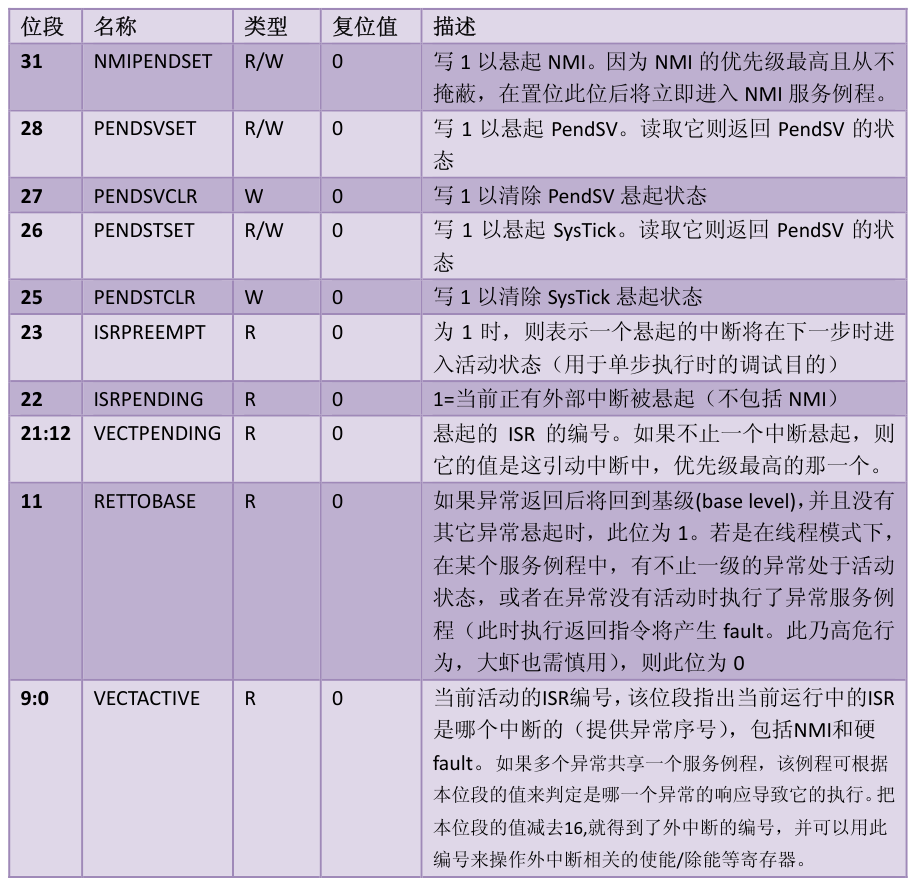 位段 名称 类型 复位值 描述
31 NMIPENDSET R/W 0 写 1 以悬起 NMI。因为 NMI 的优先级最高且从不
掩蔽，在置位此位后将立即进入 NMI 服务例程。
28 PENDSVSET R/W 0 写 1 以悬起 PendSV。读取它则返回 PendSV 的状
态
27 PENDSVCLR W 0 写 1 以清除 PendSV 悬起状态
26 PENDSTSET R/W 0 写 1 以悬起 SysTick。读取它则返回 PendSV 的状
态
25 PENDSTCLR W 0 写 1 以清除 SysTick 悬起状态
23 ISRPREEMPT R 0 为 1 时，则表示一个悬起的中断将在下一步时进
入活动状态（用于单步执行时的调试目的）
22 ISRPENDING R 0 1=当前正有外部中断被悬起（不包括 NMI）
21:12 VECTPENDING R 0 悬起的 ISR 的编号。如果不止一个中断悬起，则
它的值是这引动中断中，优先级最高的那一个。
11 RETTOBASE R 0 如果异常返回后将回到基级(base level)，并且没有
其它异常悬起时，此位为 1。若是在线程模式下，
在某个服务例程中，有不止一级的异常处于活动
状态，或者在异常没有活动时执行了异常服务例
程（此时执行返回指令将产生 fault。此乃高危行
为，大虾也需慎用），则此位为 0
9:0 VECTACTIVE R 0 当前活动的ISR编号，该位段指出当前运行中的ISR
是哪个中断的（提供异常序号），包括NMI和硬
fault。如果多个异常共享一个服务例程，该例程可根据
本位段的值来判定是哪一个异常的响应导致它的执行。把
本位段的值减去16,就得到了外中断的编号，并可以用此
编号来操作外中断相关的使能/除能等寄存器。